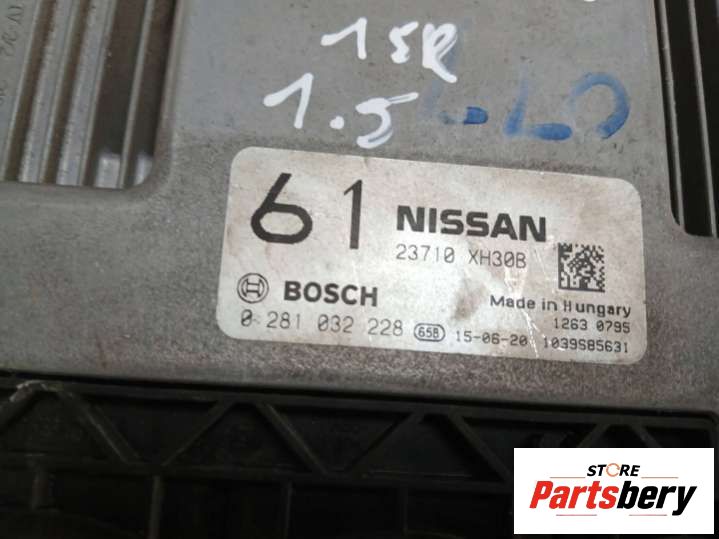 15R
1.5
61 NISSAN
23710 XH30B
BOSCH
Made in Hungary
1263 0795
0 281 032 228 65B 15-06-20 1039S85631
STORE
Partsbery